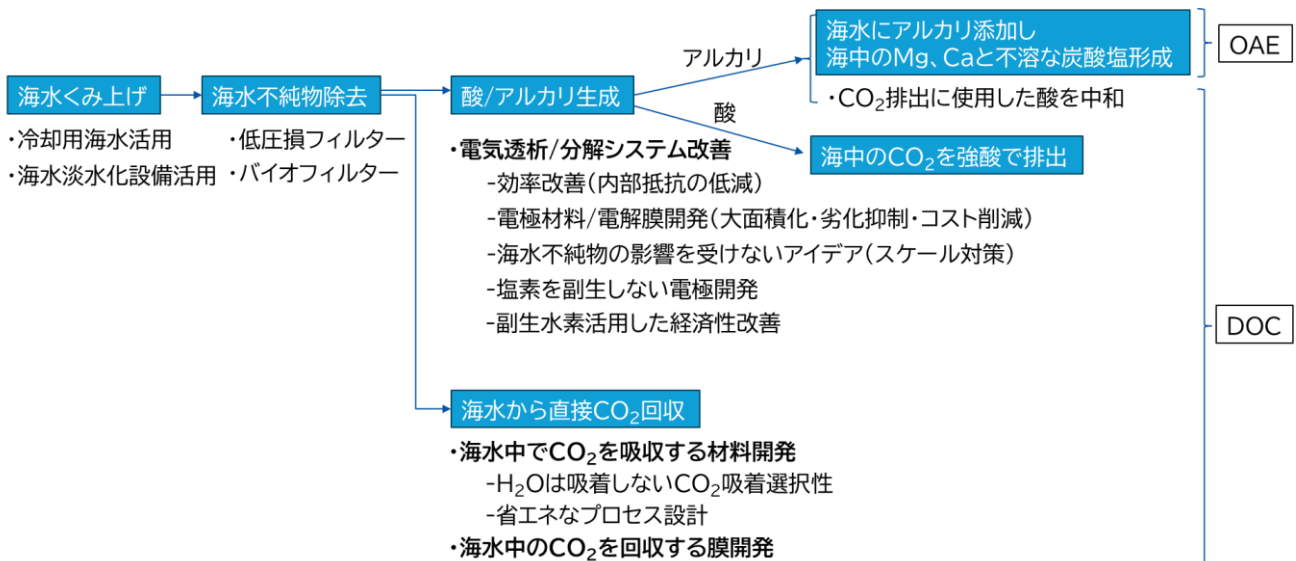 海水くみ上げ
・冷却用海水活用
・海水淡水化設備活用
海水不純物除去
・低圧損フィルター
・バイオフィルター
酸/アルカリ生成
・電気透析/分解システム改善
-効率改善(内部抵抗の低減)
-電極材料/電解膜開発(大面積化・劣化抑制・コスト削減)
-海水不純物の影響を受けないアイデア(スケール対策)
-塩素を副生しない電極開発
-副生水素活用した経済性改善
アルカリ
海水にアルカリ添加し
海中のMg、Caと不溶な炭酸塩形成
・CO₂排出に使用した酸を中和
酸
海中のCO₂を強酸で排出
OAE
DOC
海水から直接CO₂回収
・海水中でCO₂を吸収する材料開発
-H₂Oは吸着しないCO₂吸着選択性
-省エネなプロセス設計
・海水中のCO₂を回収する膜開発